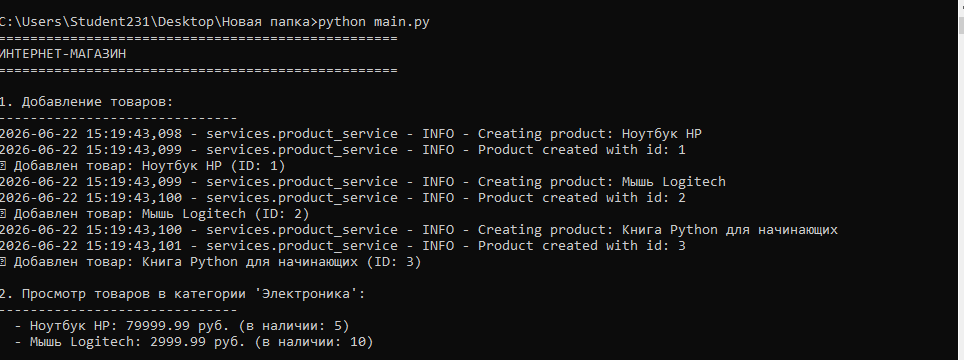 C:\Users\Student231\Desktop\Новая папка>python main.py
==================================================
ИНТЕРНЕТ-МАГАЗИН
==================================================
1. Добавление товаров:
------------------------------
2026-06-22 15:19:43,098 - services.product_service - INFO - Creating product: Ноутбук HP
2026-06-22 15:19:43,099 - services.product_service - INFO - Product created with id: 1
Добавлен товар: Ноутбук HP (ID: 1)
2026-06-22 15:19:43,099 - services.product_service - INFO - Creating product: Мышь Logitech
2026-06-22 15:19:43,100 - services.product_service - INFO - Product created with id: 2
Добавлен товар: Мышь Logitech (ID: 2)
2026-06-22 15:19:43,100 - services.product_service - INFO - Creating product: Книга Python для начинающих
2026-06-22 15:19:43,101 - services.product_service - INFO - Product created with id: 3
Добавлен товар: Книга Python для начинающих (ID: 3)
2. Просмотр товаров в категории 'Электроника':
------------------------------
- Ноутбук HP: 79999.99 руб. (в наличии: 5)
- Мышь Logitech: 2999.99 руб. (в наличии: 10)